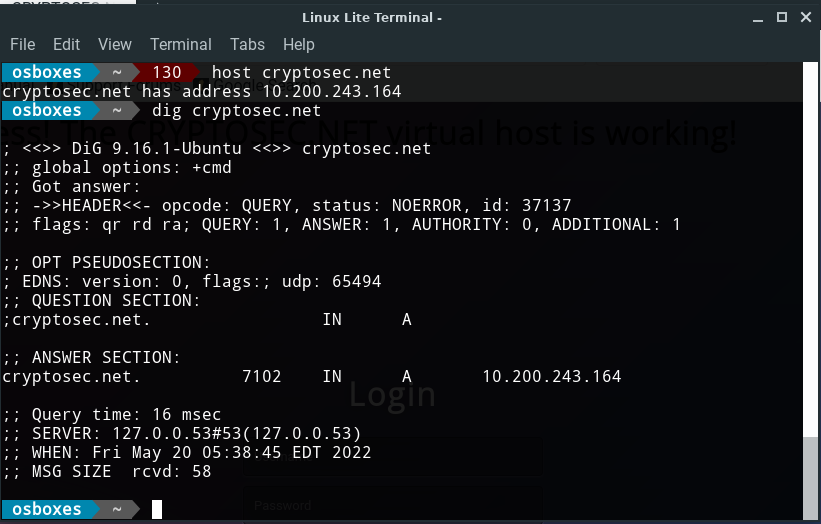 Linux Lite Terminal -
File Edit View Terminal Tabs Help
osboxes ~ 130 host cryptosec.net
cryptosec.net has address 10.200.243.164
osboxes ~ dig cryptosec.net
ess! The CRYPTOSEC.NET virtual host is working!
; <<>> DiG 9.16.1-Ubuntu <<>> cryptosec.net
;; global options: +cmd
;; Got answer:
;; ->>HEADER<<- opcode: QUERY, status: NOERROR, id: 37137
;; flags: qr rd ra; QUERY: 1, ANSWER: 1, AUTHORITY: 0, ADDITIONAL: 1
;; OPT PSEUDOSECTION:
; EDNS: version: 0, flags:; udp: 65494
;; QUESTION SECTION:
;cryptosec.net. IN A
;; ANSWER SECTION:
cryptosec.net. 7102 IN A 10.200.243.164
Login
;; Query time: 16 msec
;; SERVER: 127.0.0.53#53(127.0.0.53)
;; WHEN: Fri May 20 05:38:45 EDT 2022
;; MSG SIZE rcvd: 58
osboxes ~
Password